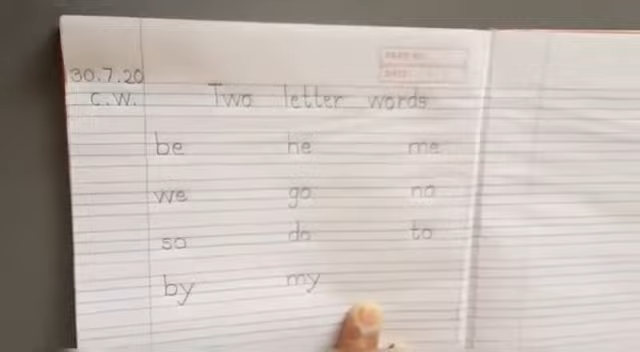 30.7.20
C.W. Two letter words
be he me
we go no
so do to
by my